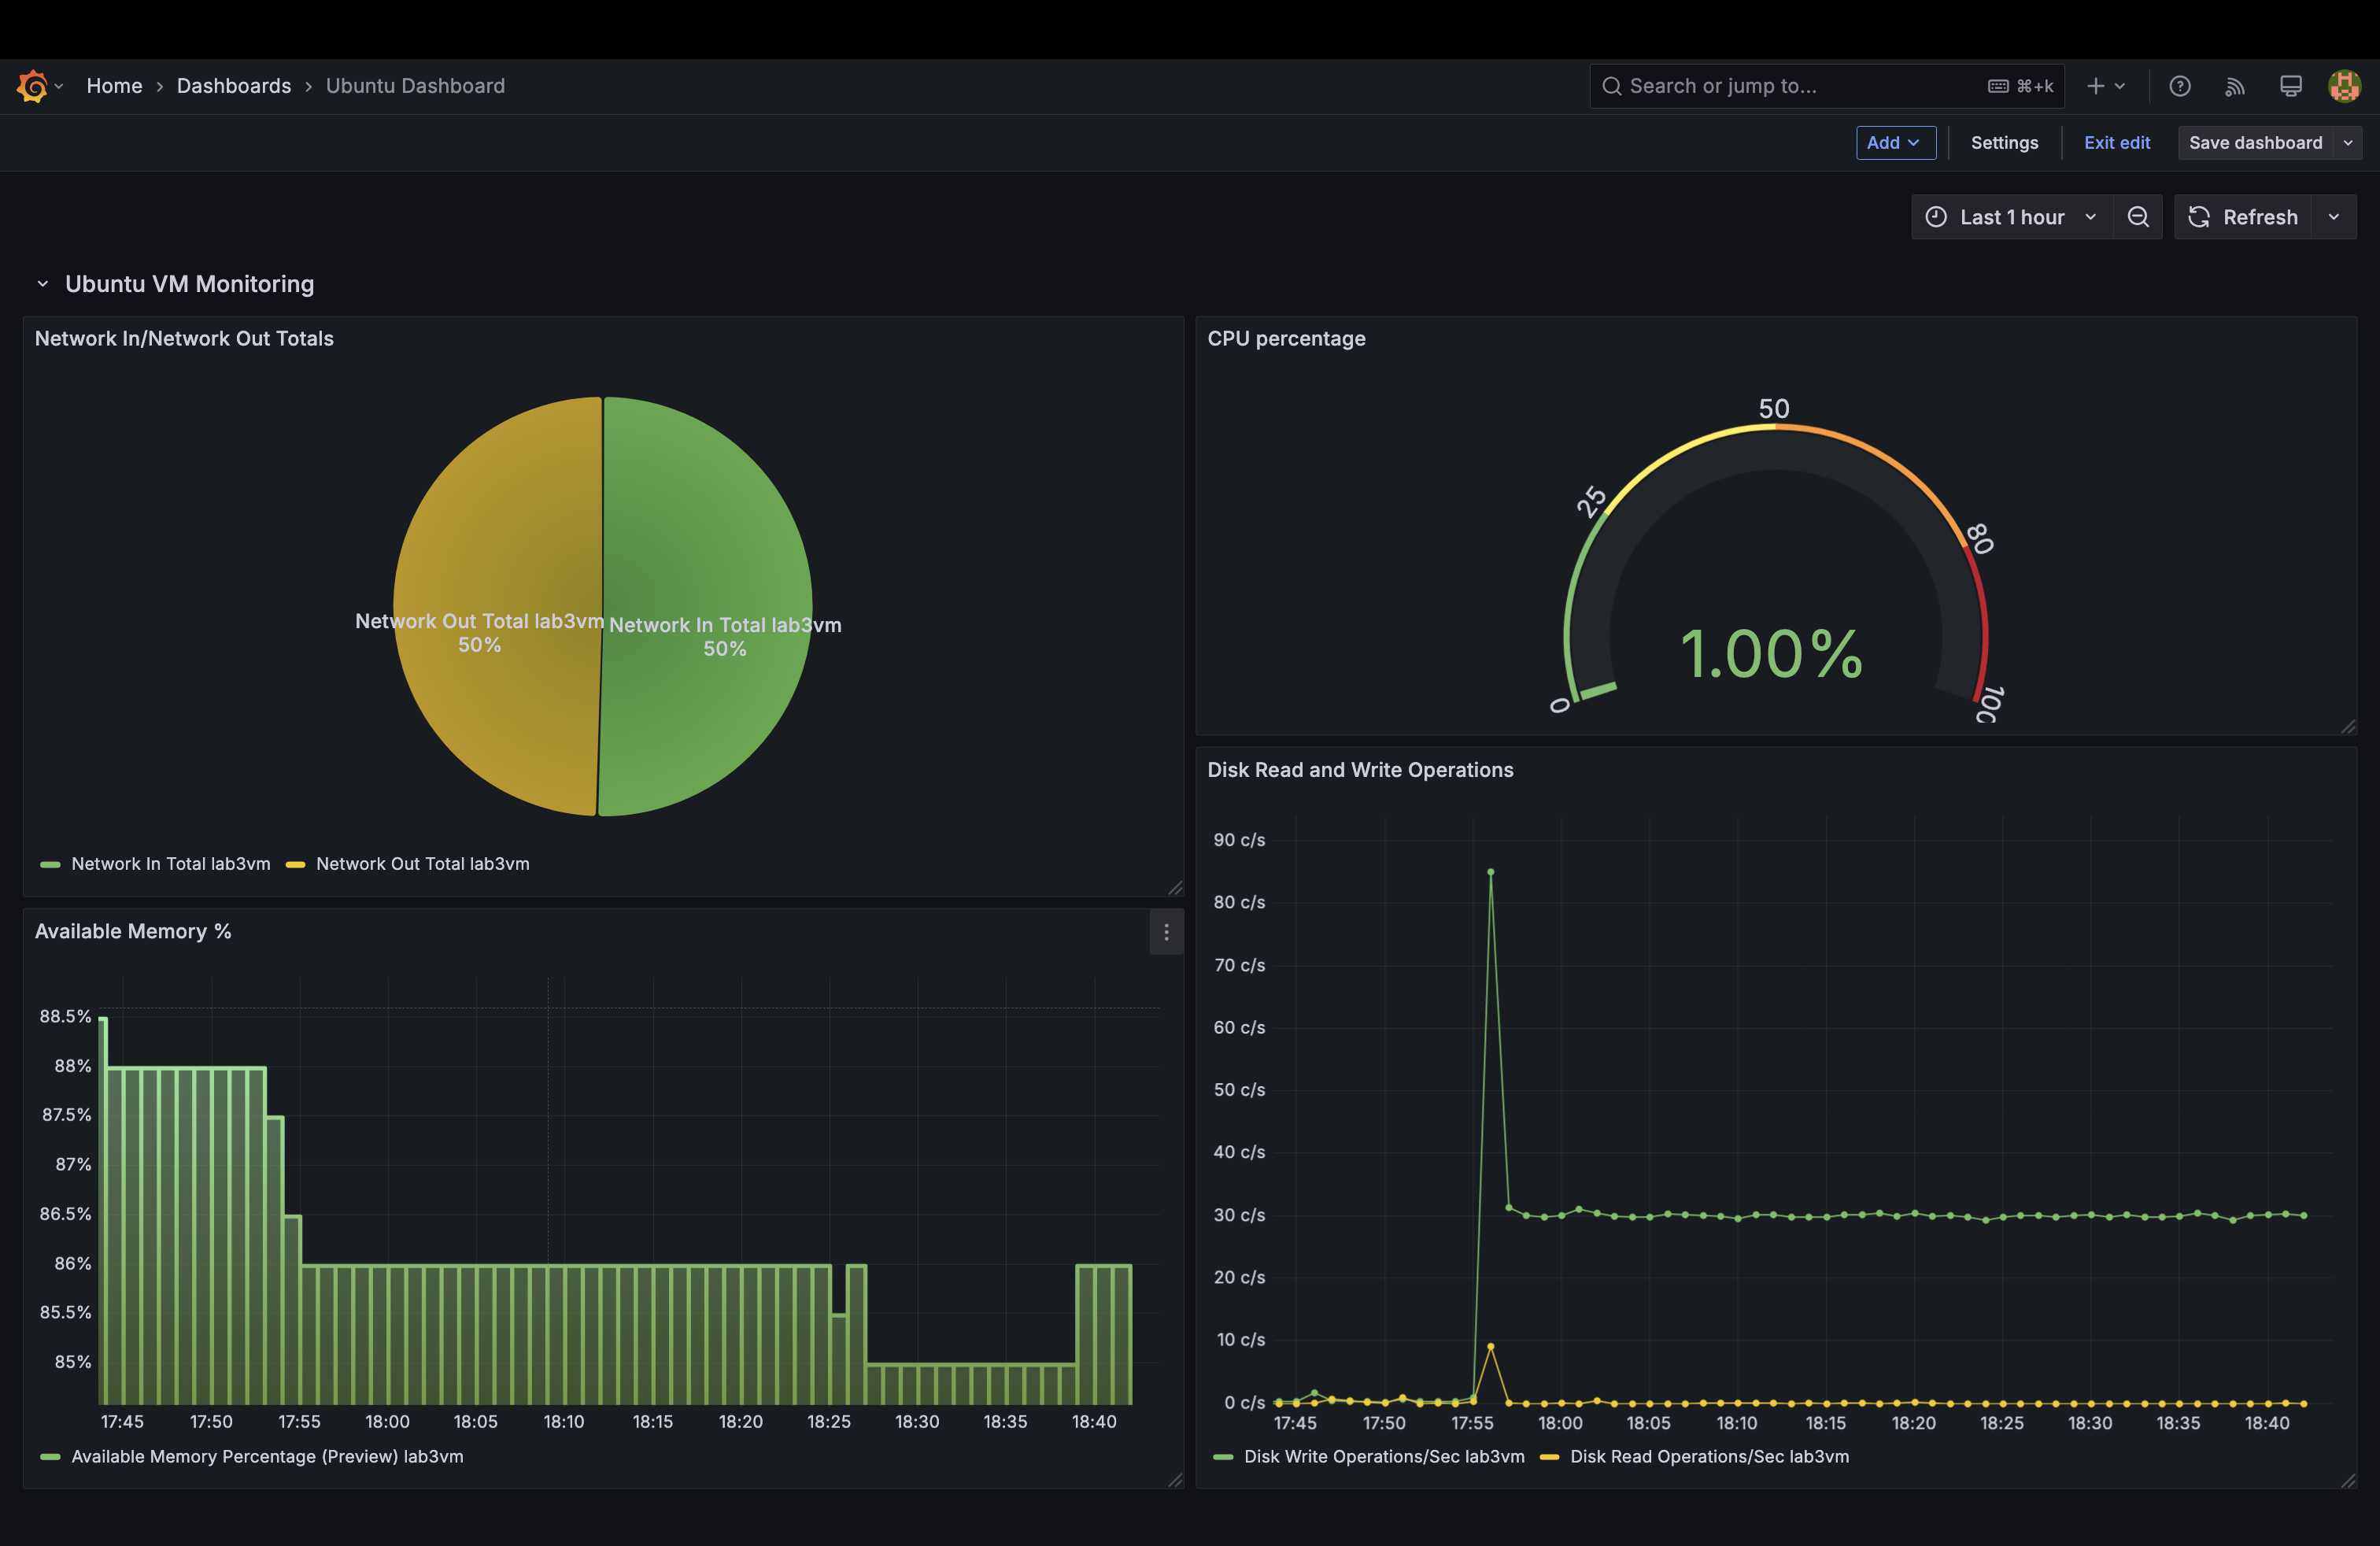 Home > Dashboards > Ubuntu Dashboard
Search or jump to... ⌘+k
Add Settings Exit edit Save dashboard
Last 1 hour Refresh
Ubuntu VM Monitoring
Network In/Network Out Totals
Network Out Total lab3vm
50%
Network In Total lab3vm
50%
Network In Total lab3vm Network Out Total lab3vm
CPU percentage
0
25
50
80
100
1.00%
Available Memory %
88.5%
88%
87.5%
87%
86.5%
86%
85.5%
85%
17:45 17:50 17:55 18:00 18:05 18:10 18:15 18:20 18:25 18:30 18:35 18:40
Available Memory Percentage (Preview) lab3vm
Disk Read and Write Operations
90 c/s
80 c/s
70 c/s
60 c/s
50 c/s
40 c/s
30 c/s
20 c/s
10 c/s
0 c/s
17:45 17:50 17:55 18:00 18:05 18:10 18:15 18:20 18:25 18:30 18:35 18:40
Disk Write Operations/Sec lab3vm Disk Read Operations/Sec lab3vm